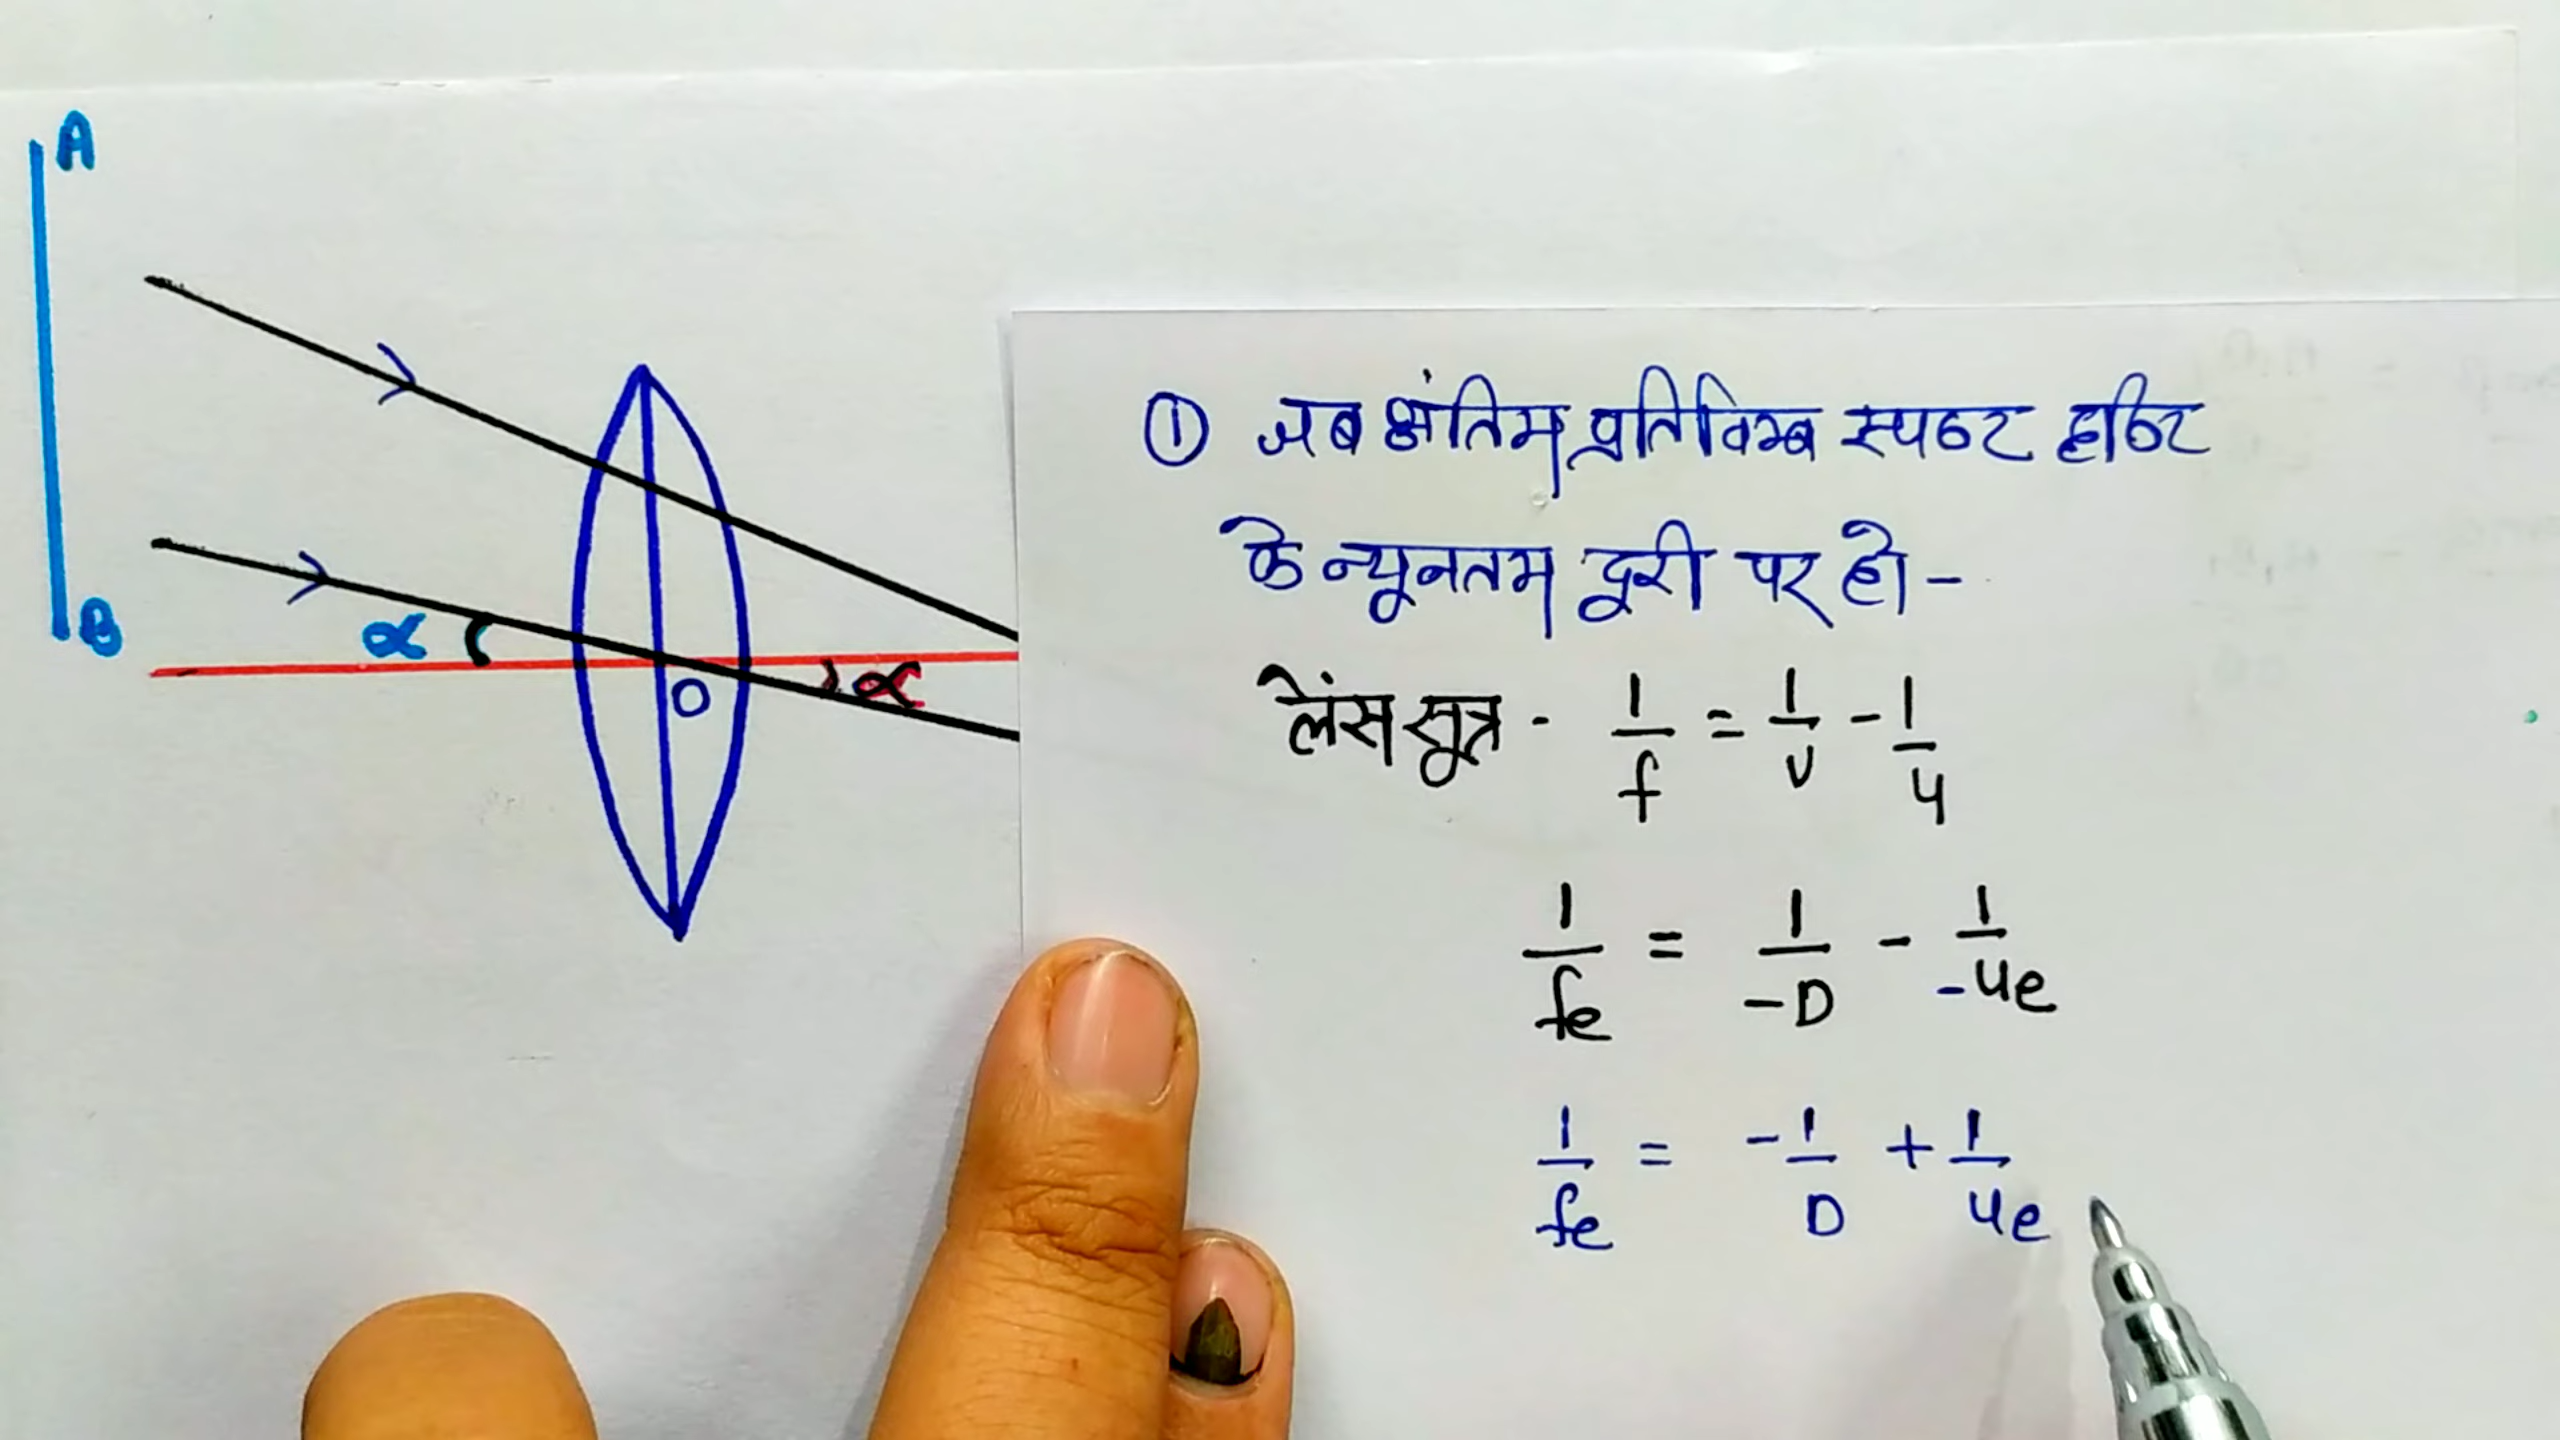 A
B
α
O
α
① जब अंतिम प्रतिबिम्ब स्पष्ट दृष्टि
के न्यूनतम दूरी पर हो -
लेंस सूत्र - 1/f = 1/v - 1/u
1/fe = 1/-D - 1/-ue
1/fe = -1/D + 1/ue